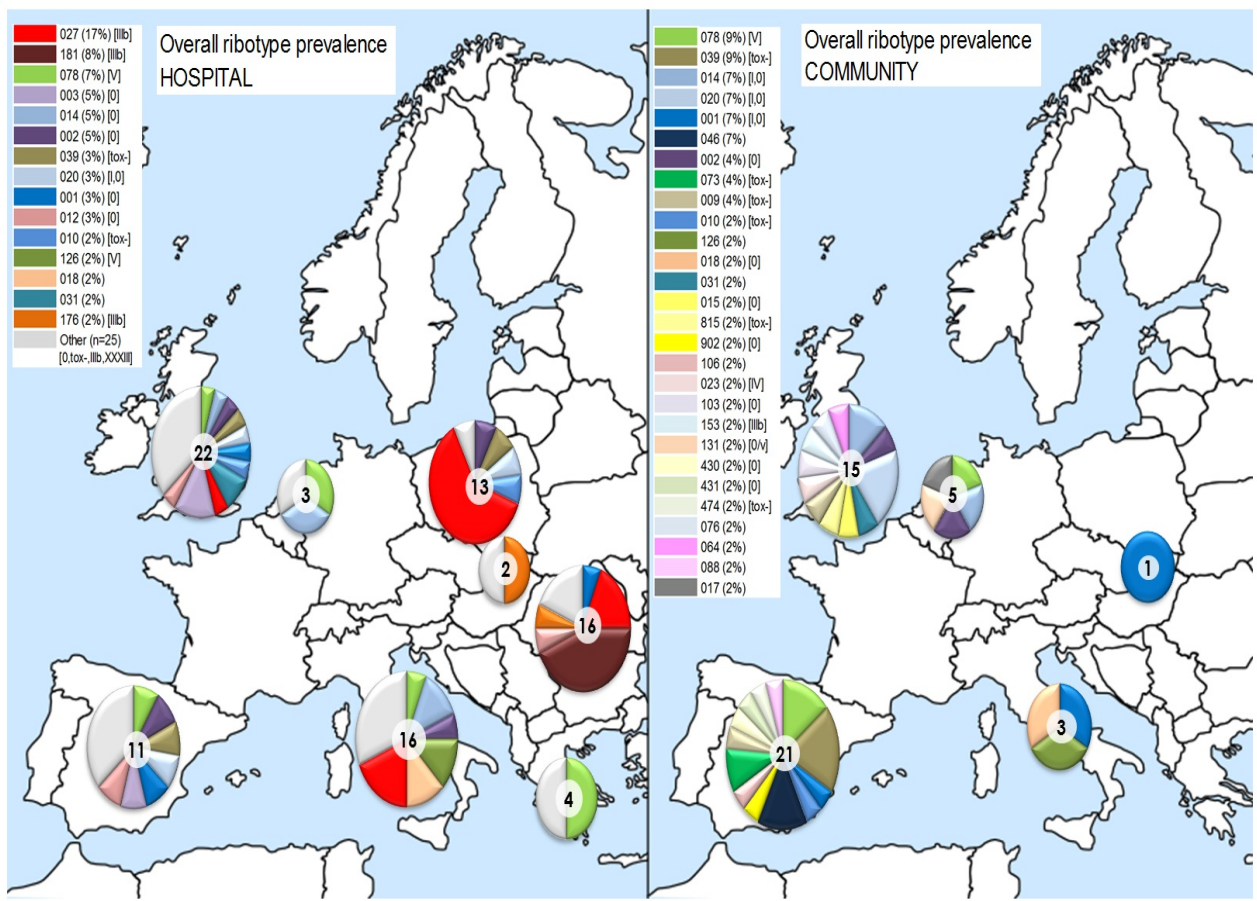 027 (17%) [IIIb]
181 (8%) [IIIb]
078 (7%) [V]
003 (5%) [0]
014 (5%) [0]
002 (5%) [0]
039 (3%) [tox-]
020 (3%) [I,0]
001 (3%) [0]
012 (3%) [0]
010 (2%) [tox-]
126 (2%) [V]
018 (2%)
031 (2%)
176 (2%) [IIIb]
Other (n=25)
[0,tox-,IIIb,XXXIII]
Overall ribotype prevalence
HOSPITAL
22
3
13
2
16
11
16
4
078 (9%) [V]
039 (9%) [tox-]
014 (7%) [I,0]
020 (7%) [I,0]
001 (7%) [I,0]
046 (7%)
002 (4%) [0]
073 (4%) [tox-]
009 (4%) [tox-]
010 (2%) [tox-]
126 (2%)
018 (2%) [0]
031 (2%)
015 (2%) [0]
815 (2%) [tox-]
902 (2%) [0]
106 (2%)
023 (2%) [IV]
103 (2%) [0]
153 (2%) [IIIb]
131 (2%) [0/v]
430 (2%) [0]
431 (2%) [0]
474 (2%) [tox-]
076 (2%)
064 (2%)
088 (2%)
017 (2%)
Overall ribotype prevalence
COMMUNITY
15
5
1
21
3